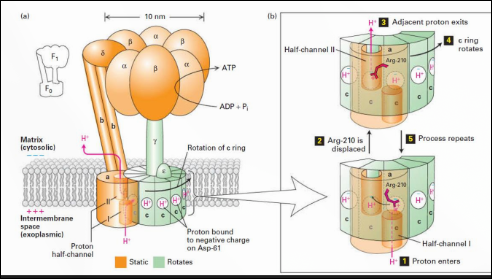 (a)
10 nm
F₁
F₀
δ
β
α
β
α
β
α
ATP
ADP + Pᵢ
b
b
γ
H⁺
Rotation of c ring
Matrix
(cytosolic)
– – –
+ + +
Intermembrane
space
(exoplasmic)
a
II
I
ε
c
c
c
c
c
H⁺
H⁺
H⁺
H⁺
Proton
half-channel
Proton bound
to negative charge
on Asp-61
Static
Rotates
(b)
H⁺
3 Adjacent proton exits
4 c ring
rotates
Half-channel II
a
Arg-210
H⁺
H⁺
H⁺
c
c
2 Arg-210 is
displaced
5 Process repeats
a
Arg-210
H⁺
H⁺
H⁺
c
c
Half-channel I
H⁺
1 Proton enters